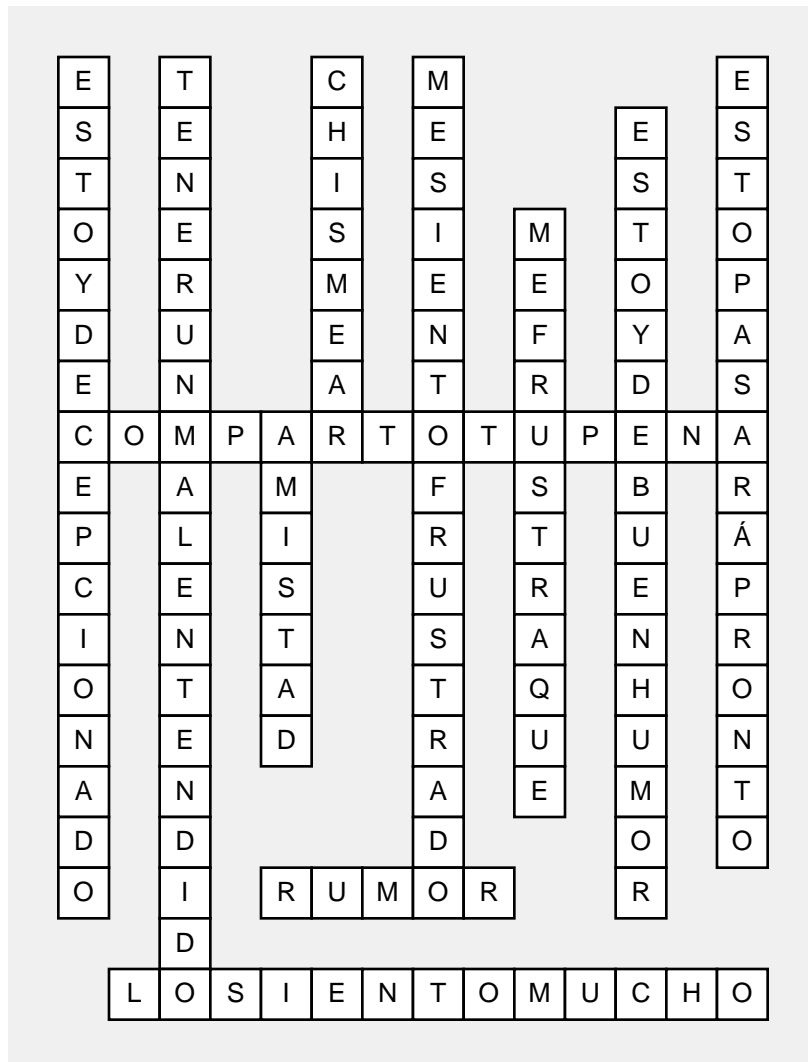 ESTOYDECEPCIONADO
TENERUNMALENTENDIDO
CHISMEAR
MESIENTOFRUSTRADO
ESTOPASARÁPRONTO
ESTOYDEBUENHUMOR
MEFRUSTRAQUE
COMPARTOTUPENA
AMISTAD
RUMOR
LOSIENTOMUCHO